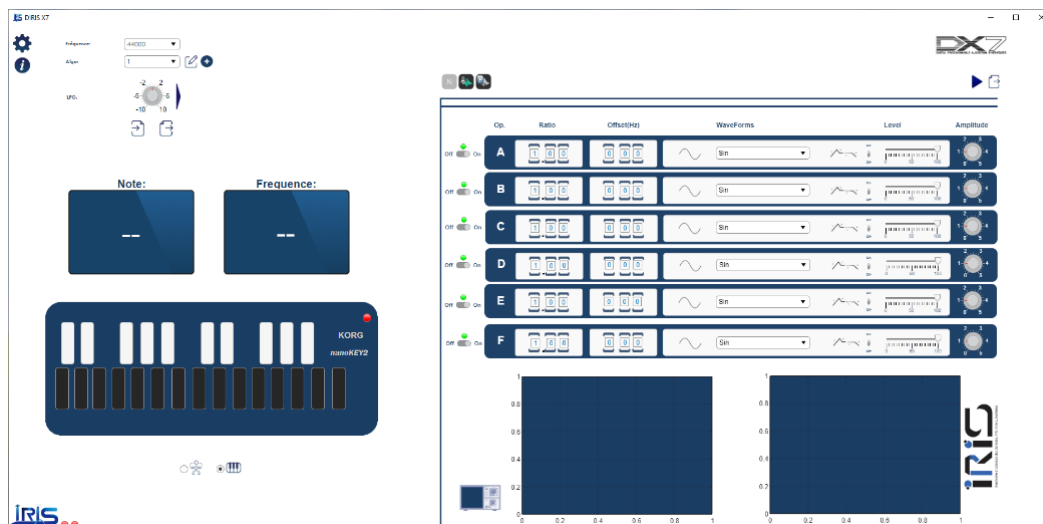 DIRIS X7
Fréquence:
44000
Algo:
1
LFO:
-2 2
-6 6
-10 10
DX7
Note:
Frequence:
--
--
KORG
nanoKEY2
Op. Ratio Offset(Hz) WaveForms Level Amplitude
Off On A 1 0 0 0 0 0 Sin
Off On B 1 0 0 0 0 0 Sin
Off On C 1 0 0 0 0 0 Sin
Off On D 1 0 0 0 0 0 Sin
Off On E 1 0 0 0 0 0 Sin
Off On F 1 0 0 0 0 0 Sin
1
0.8
0.6
0.4
0.2
0 0.2 0.4 0.6 0.8 1
1
0.8
0.6
0.4
0.2
0 0.2 0.4 0.6 0.8 1
iRiS
IRIS